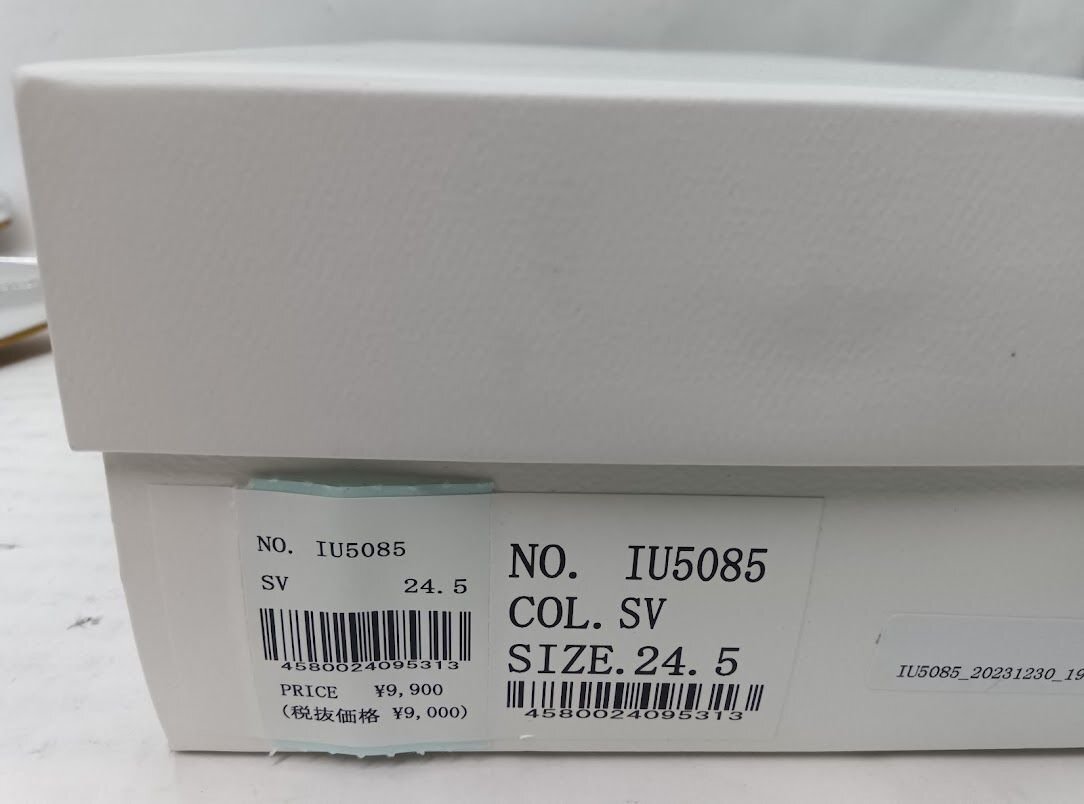 NO. IU5085
SV 24.5
4580024095313
PRICE ¥9,900
(税抜価格 ¥9,000)
NO. IU5085
COL. SV
SIZE. 24.5
4580024095313
IU5085_20231230_19